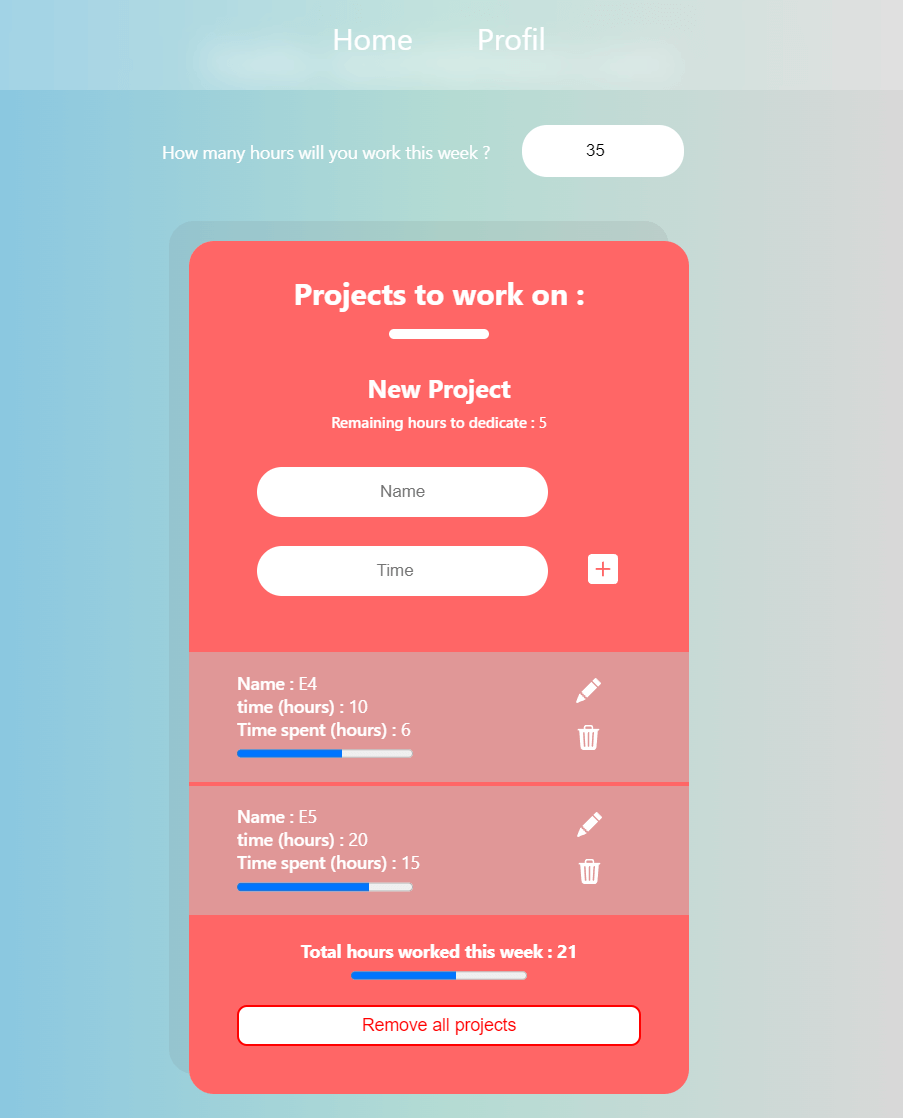 Home Profil
How many hours will you work this week ? 35
Projects to work on :
New Project
Remaining hours to dedicate : 5
Name
Time
Name : E4
time (hours) : 10
Time spent (hours) : 6
Name : E5
time (hours) : 20
Time spent (hours) : 15
Total hours worked this week : 21
Remove all projects